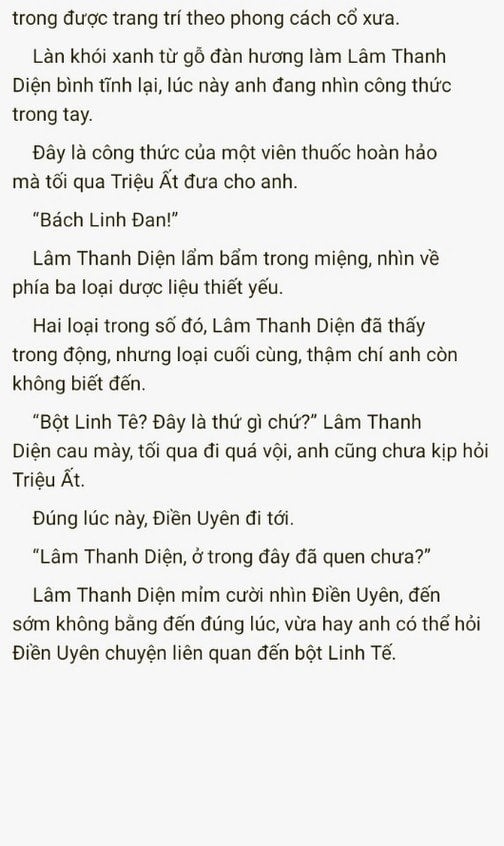 trong được trang trí theo phong cách cổ xưa.
Làn khói xanh từ gỗ đàn hương làm Lâm Thanh
Diện bình tĩnh lại, lúc này anh đang nhìn công thức
trong tay.
Đây là công thức của một viên thuốc hoàn hảo
mà tối qua Triệu Ất đưa cho anh.
“Bách Linh Đan!”
Lâm Thanh Diện lẩm bẩm trong miệng, nhìn về
phía ba loại dược liệu thiết yếu.
Hai loại trong số đó, Lâm Thanh Diện đã thấy
trong động, nhưng loại cuối cùng, thậm chí anh còn
không biết đến.
“Bột Linh Tê? Đây là thứ gì chứ?” Lâm Thanh
Diện cau mày, tối qua đi quá vội, anh cũng chưa kịp hỏi
Triệu Ất.
Đúng lúc này, Điền Uyên đi tới.
“Lâm Thanh Diện, ở trong đây đã quen chưa?”
Lâm Thanh Diện mỉm cười nhìn Điền Uyên, đến
sớm không bằng đến đúng lúc, vừa hay anh có thể hỏi
Điền Uyên chuyện liên quan đến bột Linh Tế.